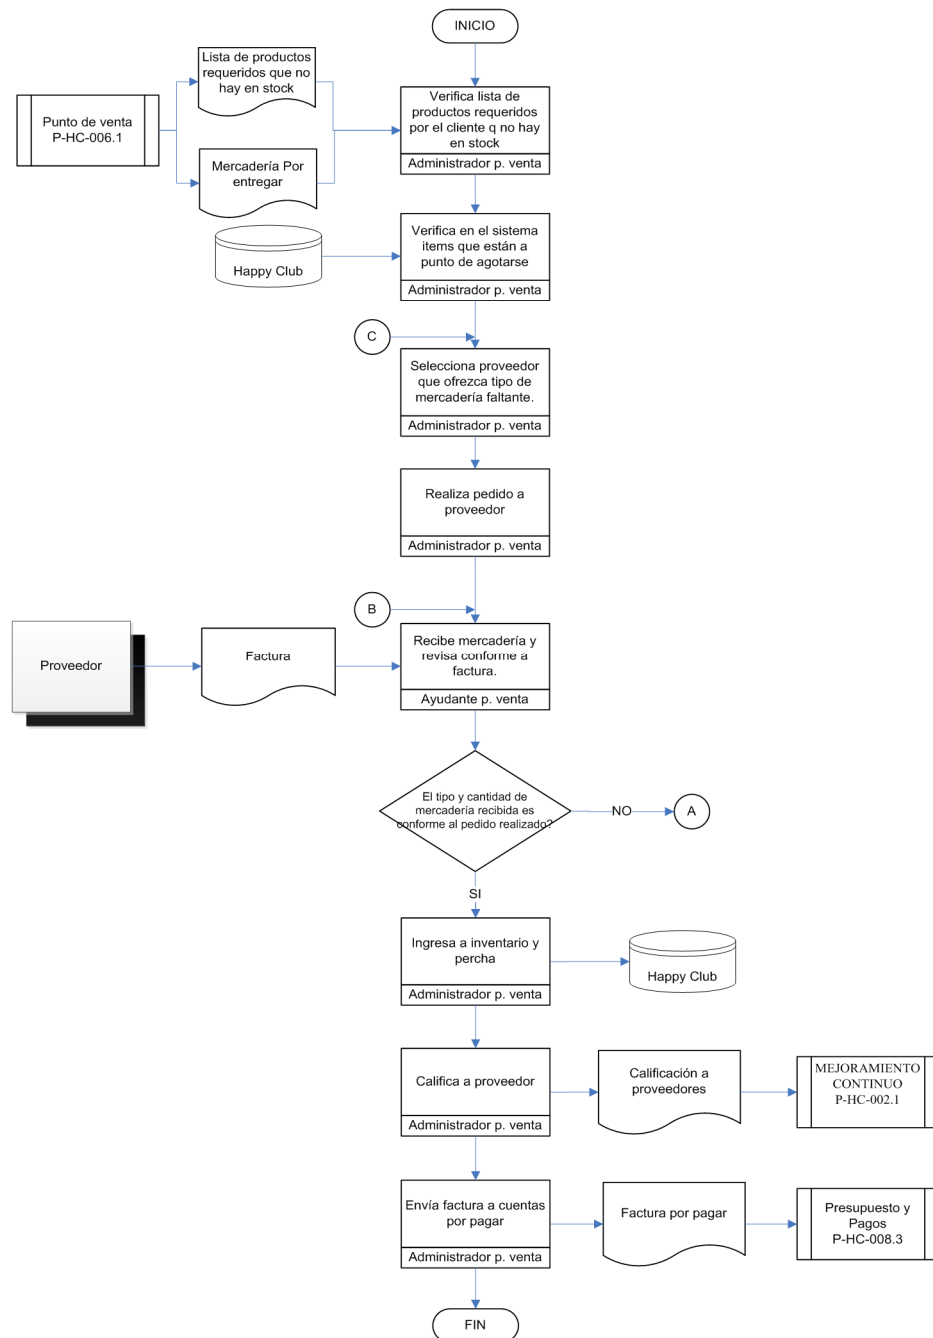 INICIO
Lista de productos
requeridos que no
hay en stock
Punto de venta
P-HC-006.1
Mercadería Por
entregar
Verifica lista de
productos requeridos
por el cliente q no hay
en stock
Administrador p. venta
Happy Club
Verifica en el sistema
items que están a
punto de agotarse
Administrador p. venta
C
Selecciona proveedor
que ofrezca tipo de
mercadería faltante.
Administrador p. venta
Realiza pedido a
proveedor
Administrador p. venta
B
Proveedor
Factura
Recibe mercadería y
revisa conforme a
factura.
Ayudante p. venta
El tipo y cantidad de
mercadería recibida es
conforme al pedido realizado?
NO
A
SI
Ingresa a inventario y
percha
Administrador p. venta
Happy Club
Califica a proveedor
Administrador p. venta
Calificación a
proveedores
MEJORAMIENTO
CONTINUO
P-HC-002.1
Envía factura a cuentas
por pagar
Administrador p. venta
Factura por pagar
Presupuesto y
Pagos
P-HC-008.3
FIN